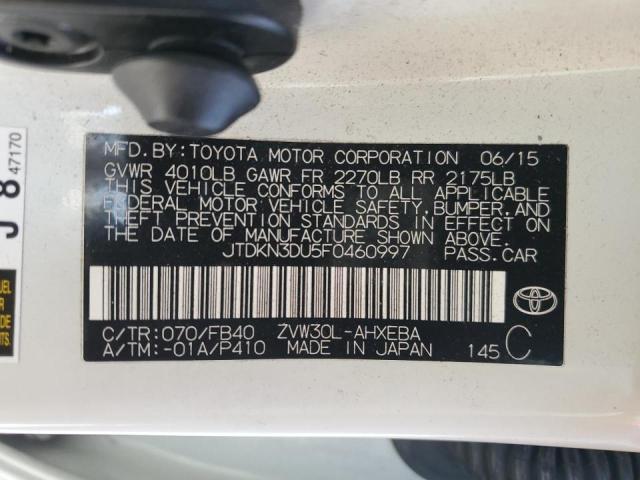 MFD.BY:TOYOTA MOTOR CORPORATION 06/15
GVWR 4010LB GAWR FR 2270LB RR 2175LB
THIS VEHICLE CONFORMS TO ALL APPLICABLE
FEDERAL MOTOR VEHICLE SAFETY,BUMPER,AND
THEFT PREVENTION STANDARDS IN EFFECT ON
THE DATE OF MANUFACTURE SHOWN ABOVE.
JTDKN3DU5F0460997 PASS.CAR
C/TR:070/FB40 ZVW30L-AHXEBA
A/TM:-01A/P410 MADE IN JAPAN 145 C
J 8 47170